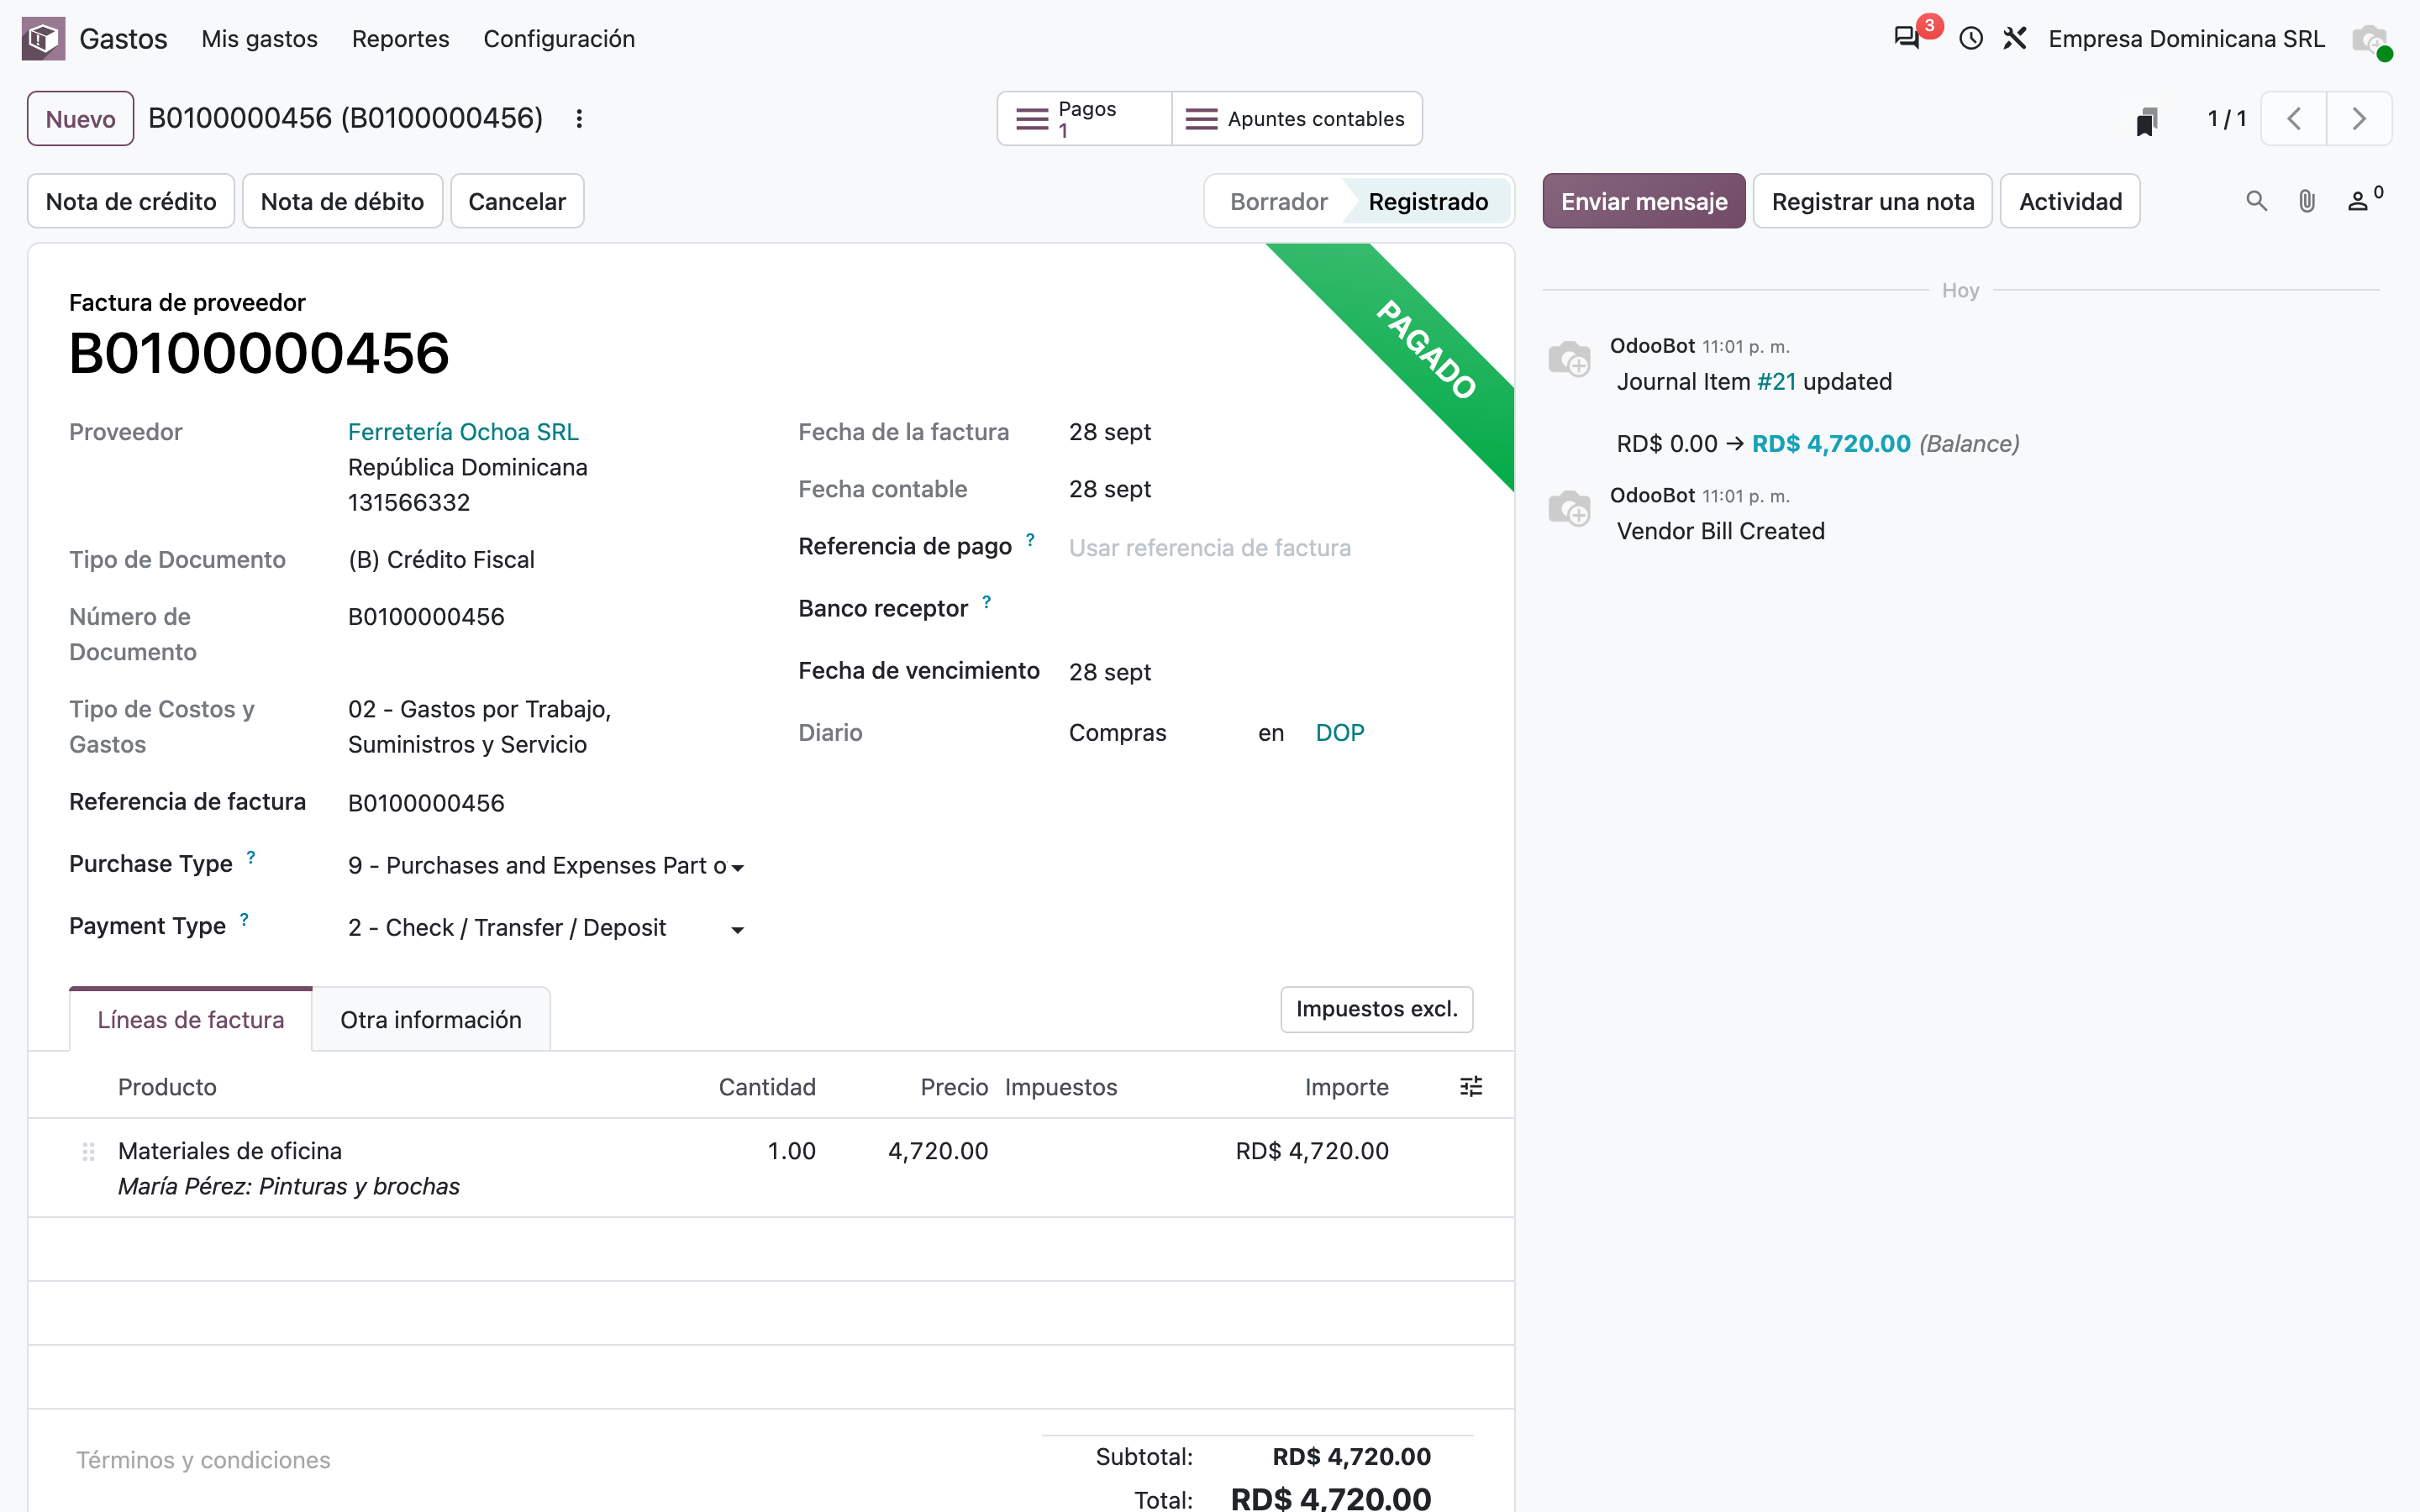 Gastos Mis gastos Reportes Configuración 3 Empresa Dominicana SRL
Nuevo B0100000456 (B0100000456) Pagos 1 Apuntes contables 1 / 1
Nota de crédito Nota de débito Cancelar Borrador Registrado Enviar mensaje Registrar una nota Actividad 0
Factura de proveedor
B0100000456
PAGADO
Proveedor Ferretería Ochoa SRL
República Dominicana
131566332
Tipo de Documento (B) Crédito Fiscal
Número de Documento B0100000456
Tipo de Costos y Gastos 02 - Gastos por Trabajo, Suministros y Servicio
Referencia de factura B0100000456
Purchase Type ? 9 - Purchases and Expenses Part o
Payment Type ? 2 - Check / Transfer / Deposit
Fecha de la factura 28 sept
Fecha contable 28 sept
Referencia de pago ? Usar referencia de factura
Banco receptor ?
Fecha de vencimiento 28 sept
Diario Compras en DOP
Líneas de factura Otra información Impuestos excl.
Producto Cantidad Precio Impuestos Importe
Materiales de oficina 1.00 4,720.00 RD$ 4,720.00
María Pérez: Pinturas y brochas
Términos y condiciones
Subtotal: RD$ 4,720.00
Total: RD$ 4,720.00
Hoy
OdooBot 11:01 p. m.
Journal Item #21 updated
RD$ 0.00 → RD$ 4,720.00 (Balance)
OdooBot 11:01 p. m.
Vendor Bill Created